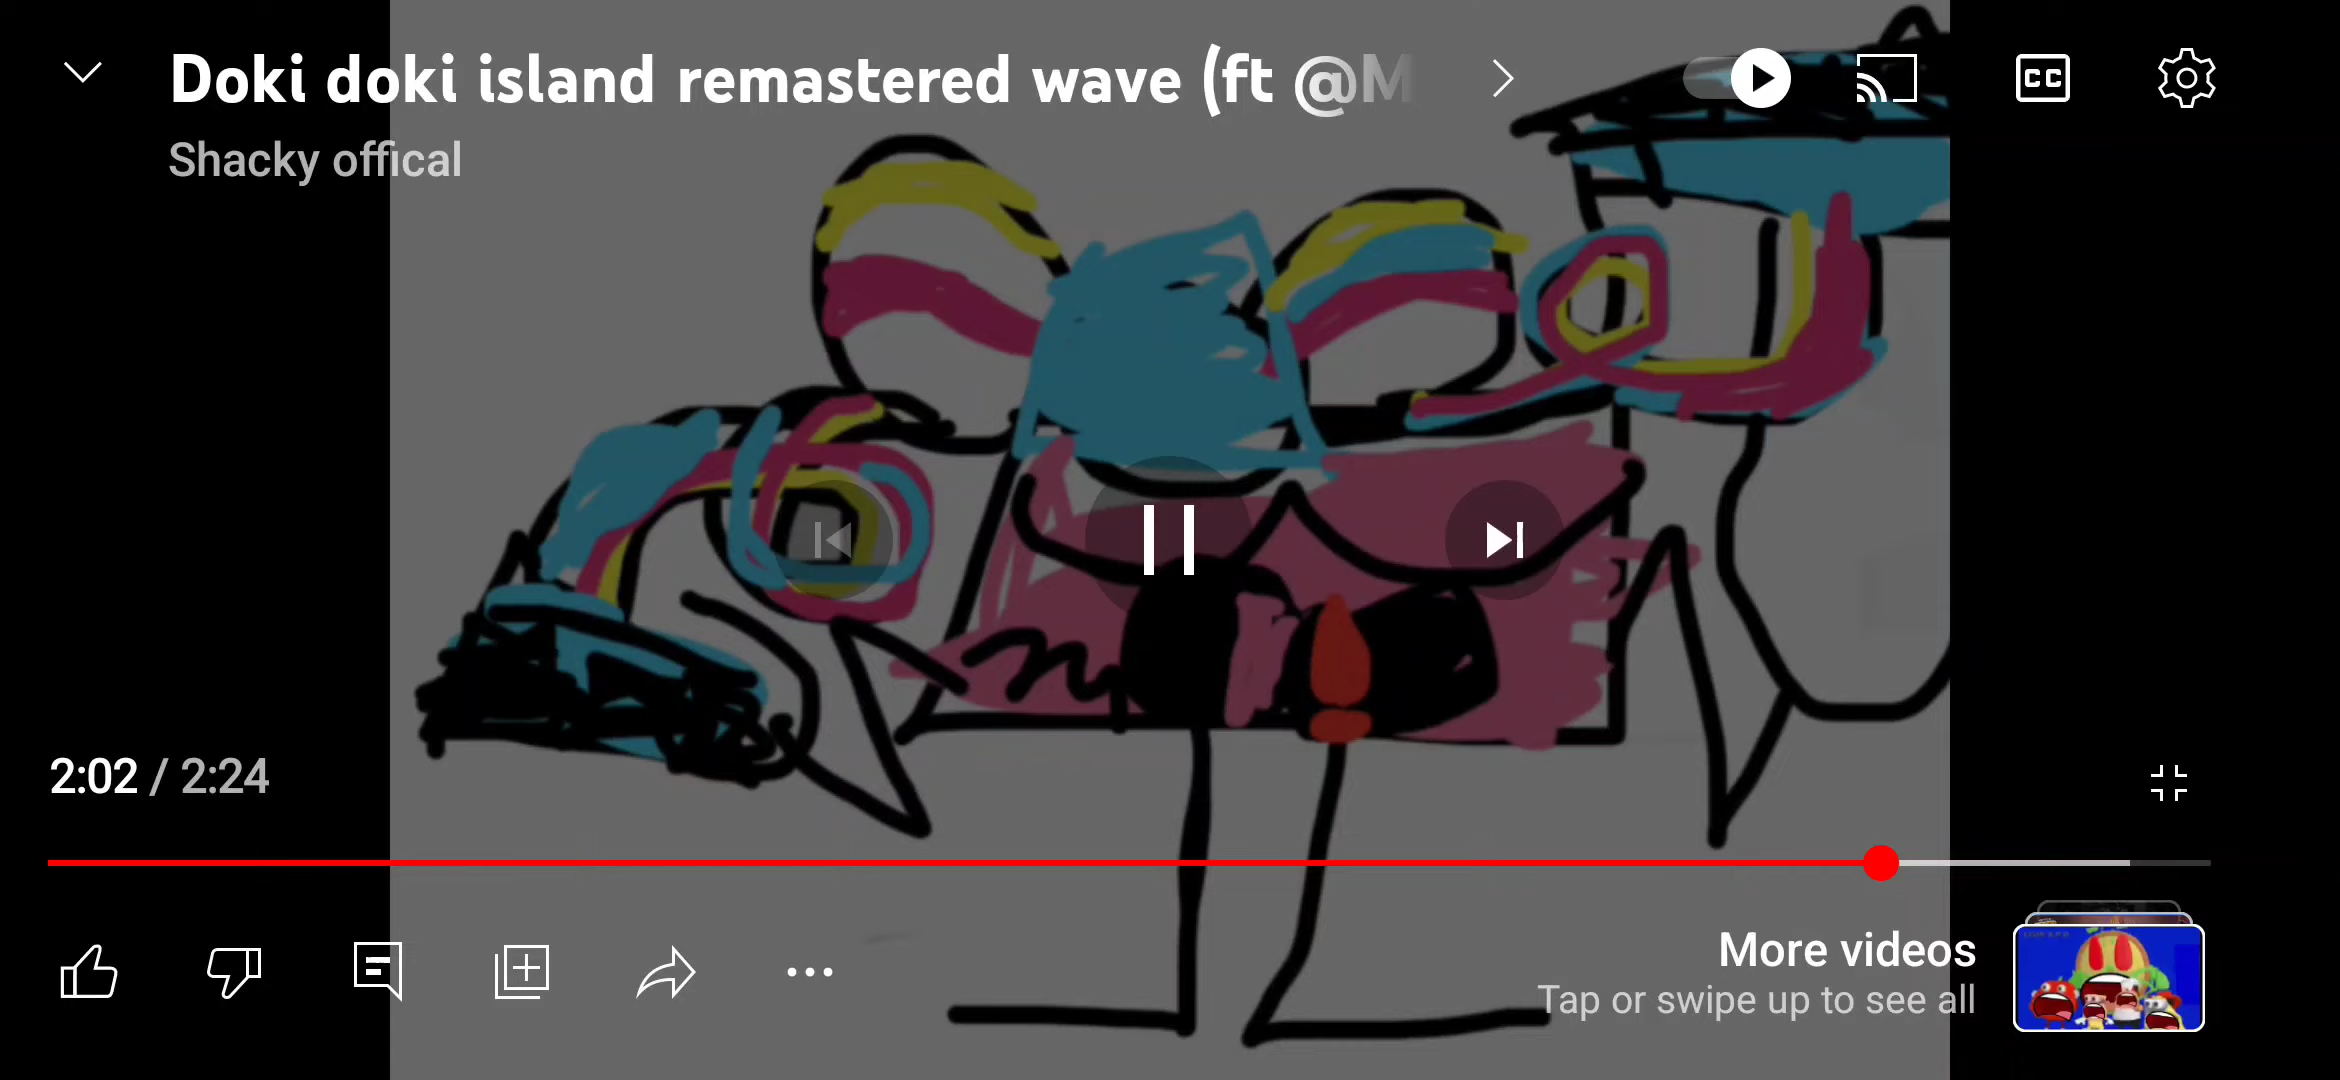 Doki doki island remastered wave (ft @M
Shacky offical
CC
2:02 / 2:24
More videos
Tap or swipe up to see all